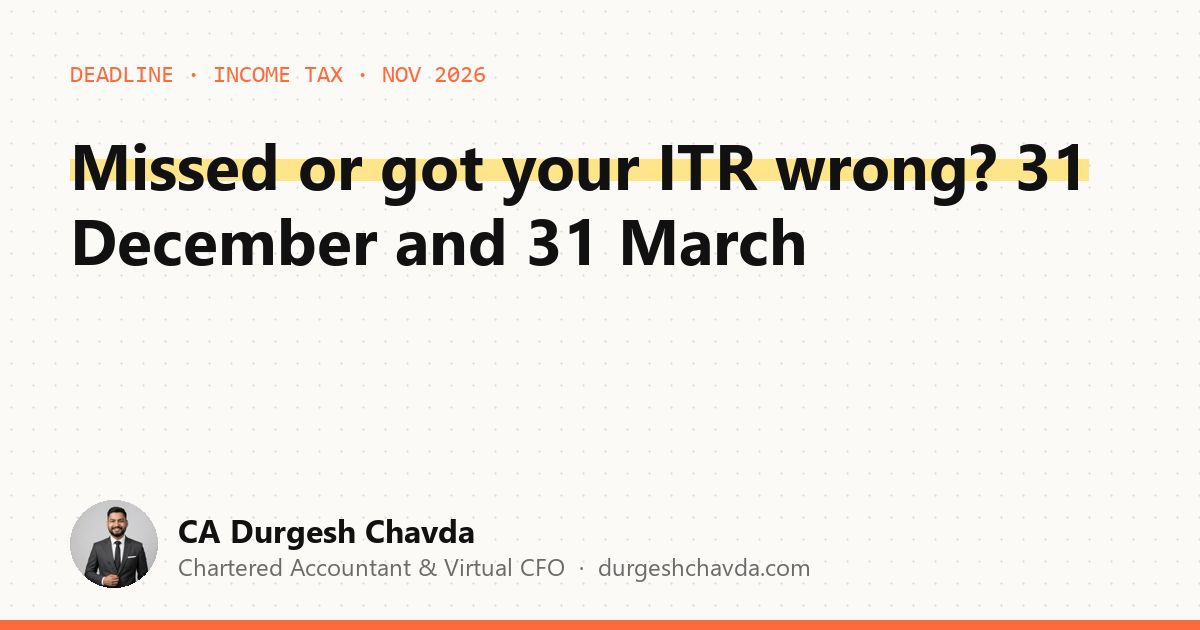 DEADLINE · INCOME TAX · NOV 2026
Missed or got your ITR wrong? 31
December and 31 March
CA Durgesh Chavda
Chartered Accountant & Virtual CFO · durgeshchavda.com